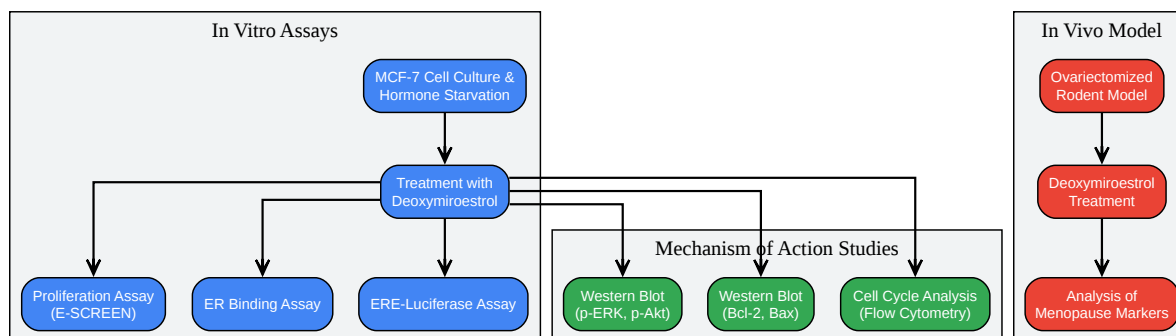 In Vitro Assays
MCF-7 Cell Culture &
Hormone Starvation
Treatment with
Deoxymiroestrol
Proliferation Assay
(E-SCREEN)
ER Binding Assay
ERE-Luciferase Assay
Mechanism of Action Studies
Western Blot
(p-ERK, p-Akt)
Western Blot
(Bcl-2, Bax)
Cell Cycle Analysis
(Flow Cytometry)
In Vivo Model
Ovariectomized
Rodent Model
Deoxymiroestrol
Treatment
Analysis of
Menopause Markers